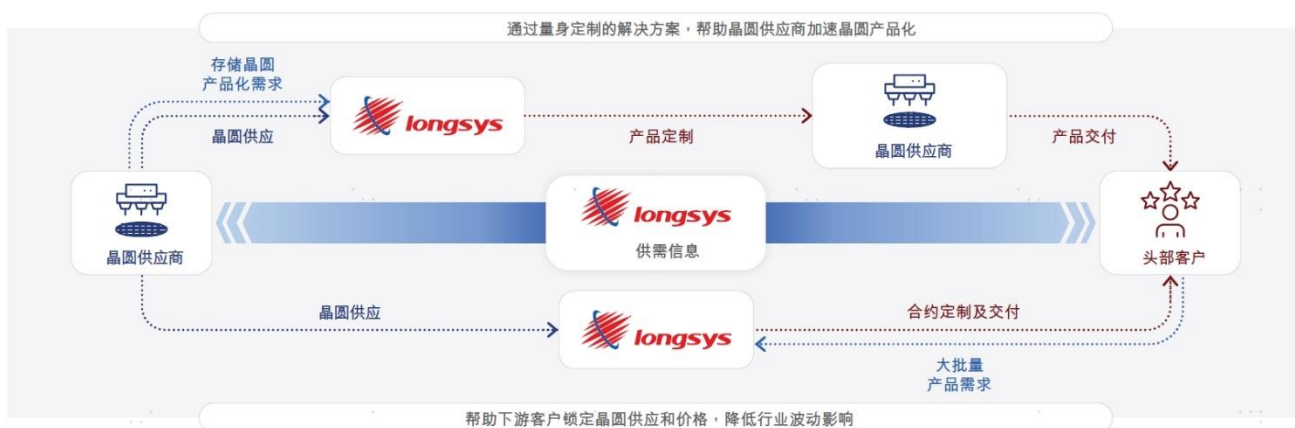 通过量身定制的解决方案，帮助晶圆供应商加速晶圆产品化
存储晶圆
产品化需求
晶圆供应
longsys
产品定制
晶圆供应商
产品交付
晶圆供应商
longsys
供需信息
头部客户
晶圆供应
longsys
合约定制及交付
大批量
产品需求
帮助下游客户锁定晶圆供应和价格，降低行业波动影响